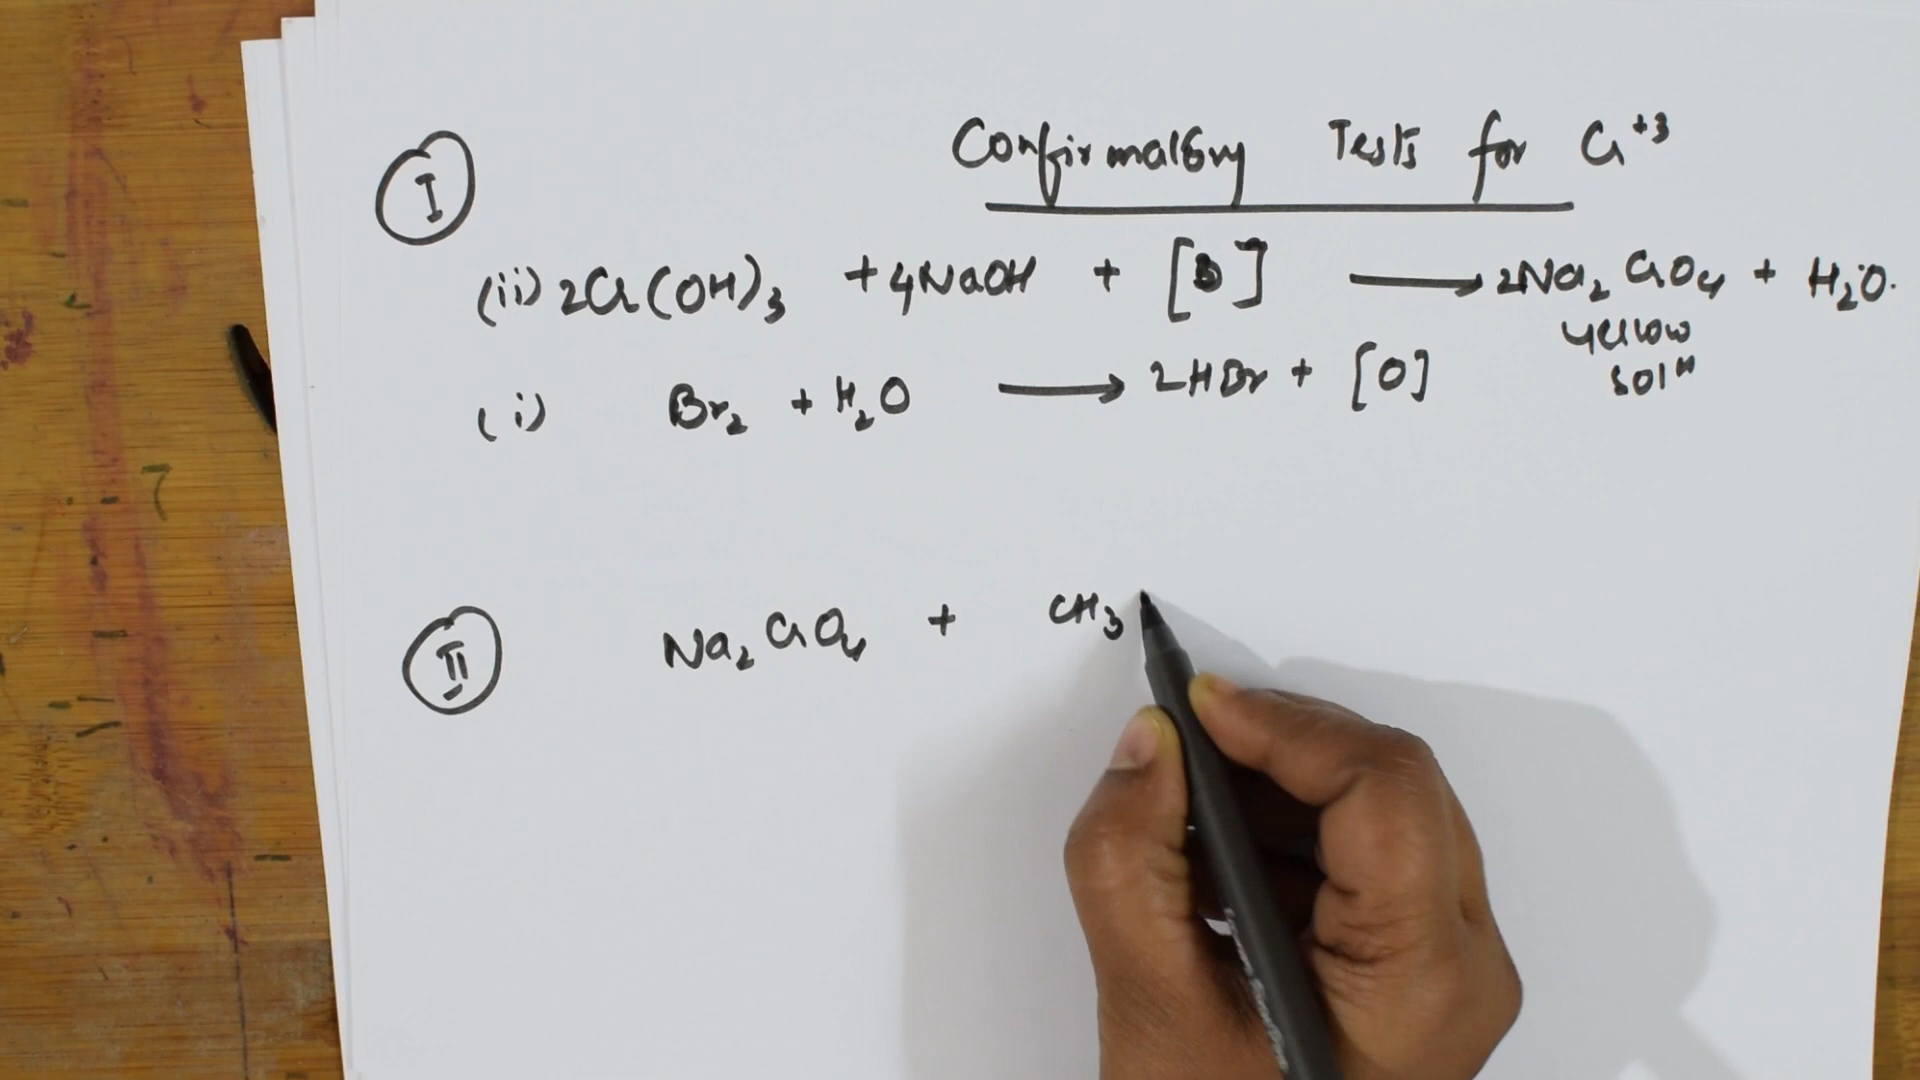 Confirmatory Tests for Cr+3
I
(ii) 2Cr(OH)3 + 4NaOH + [3] ⟶ 2Na2CrO4 + H2O.
yellow
solⁿ
(i) Br2 + H2O ⟶ 2HBr + [O]
II Na2CrO4 + CH3